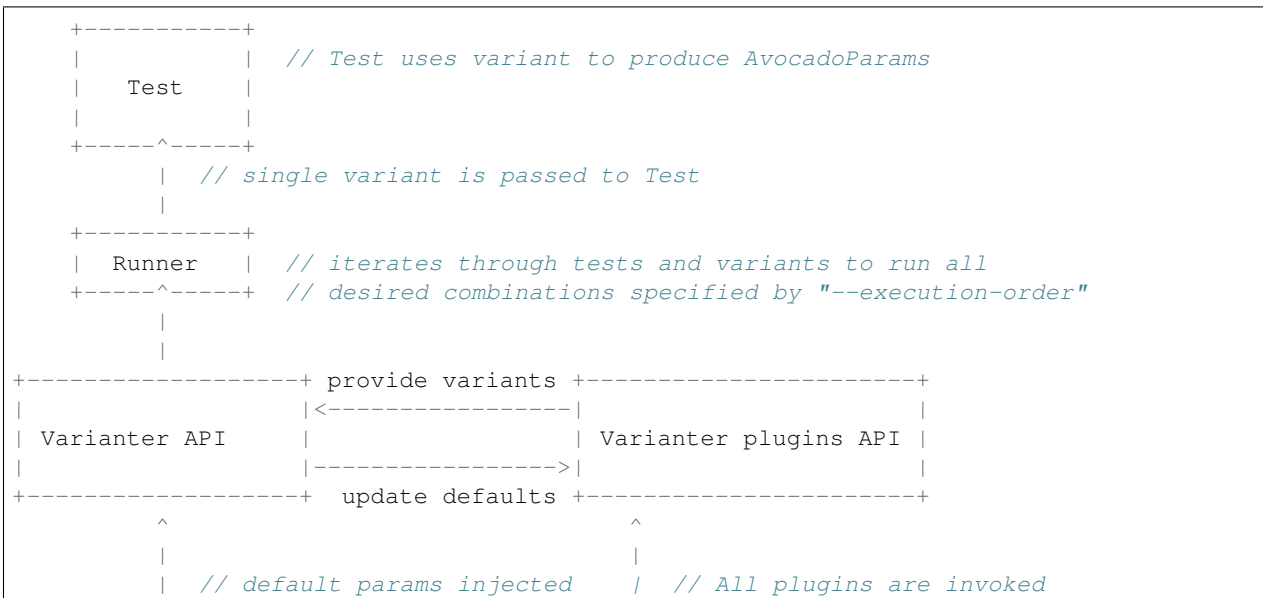 +-----------+
|           |  // Test uses variant to produce AvocadoParams
|   Test    |
|           |
+-----^-----+
      |  // single variant is passed to Test
      |
+-----------+
|  Runner   |  // iterates through tests and variants to run all
+-----^-----+  // desired combinations specified by "--execution-order"
      |
      |
+-------------------+ provide variants +-----------------------+
|                   |<-----------------|                       |
| Varianter API     |                  | Varianter plugins API |
|                   |----------------->|                       |
+-------------------+  update defaults +-----------------------+
          ^                                ^
          |                                |
          |  // default params injected    |  // All plugins are invoked